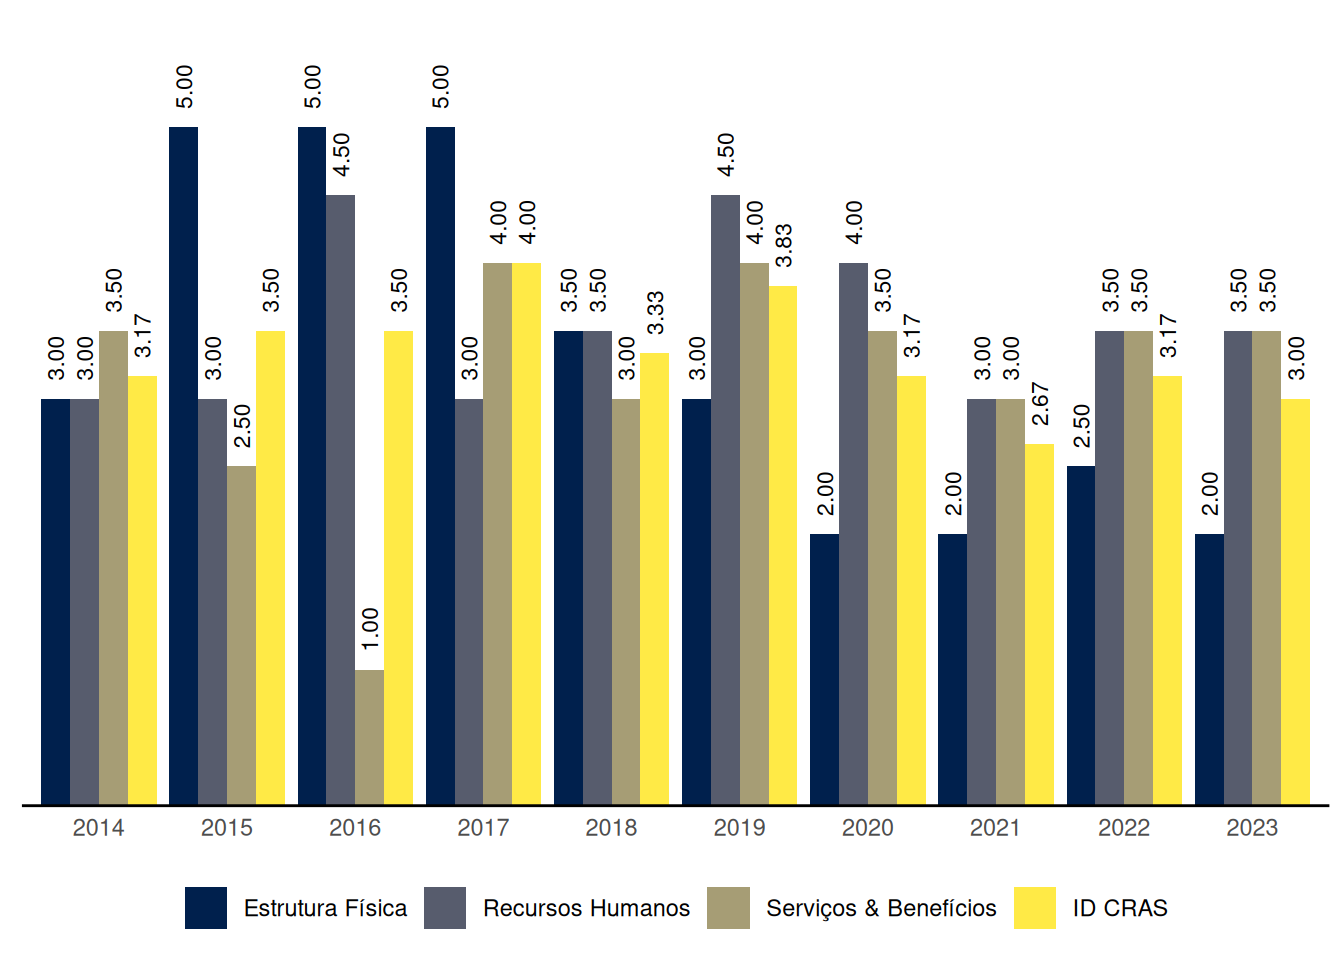 3.00 3.00 3.50 3.17
5.00 3.00 2.50 3.50
5.00 4.50 1.00 3.50
5.00 3.00 4.00 4.00
3.50 3.50 3.00 3.33
3.00 4.50 4.00 3.83
2.00 4.00 3.50 3.17
2.00 3.00 3.00 2.67
2.50 3.50 3.50 3.17
2.00 3.50 3.50 3.00
2014 2015 2016 2017 2018 2019 2020 2021 2022 2023
Estrutura Física Recursos Humanos Serviços & Benefícios ID CRAS